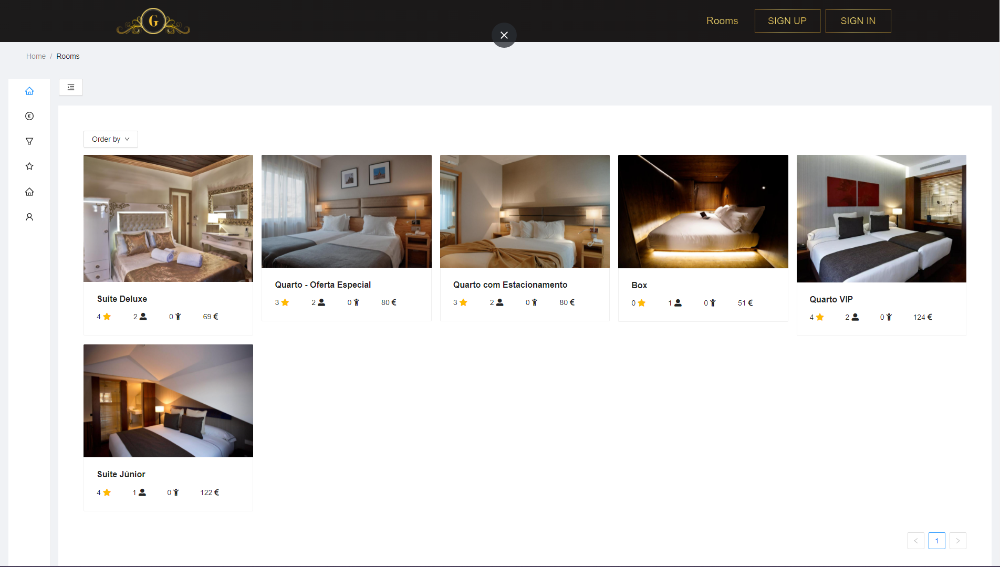 G
Rooms
SIGN UP
SIGN IN
Home / Rooms
Order by
Suíte Deluxe
4
2
0
69 €
Quarto - Oferta Especial
3
2
0
80 €
Quarto com Estacionamento
3
2
0
80 €
Box
0
1
0
51 €
Quarto VIP
4
2
0
124 €
Suite Júnior
4
1
0
122 €
1